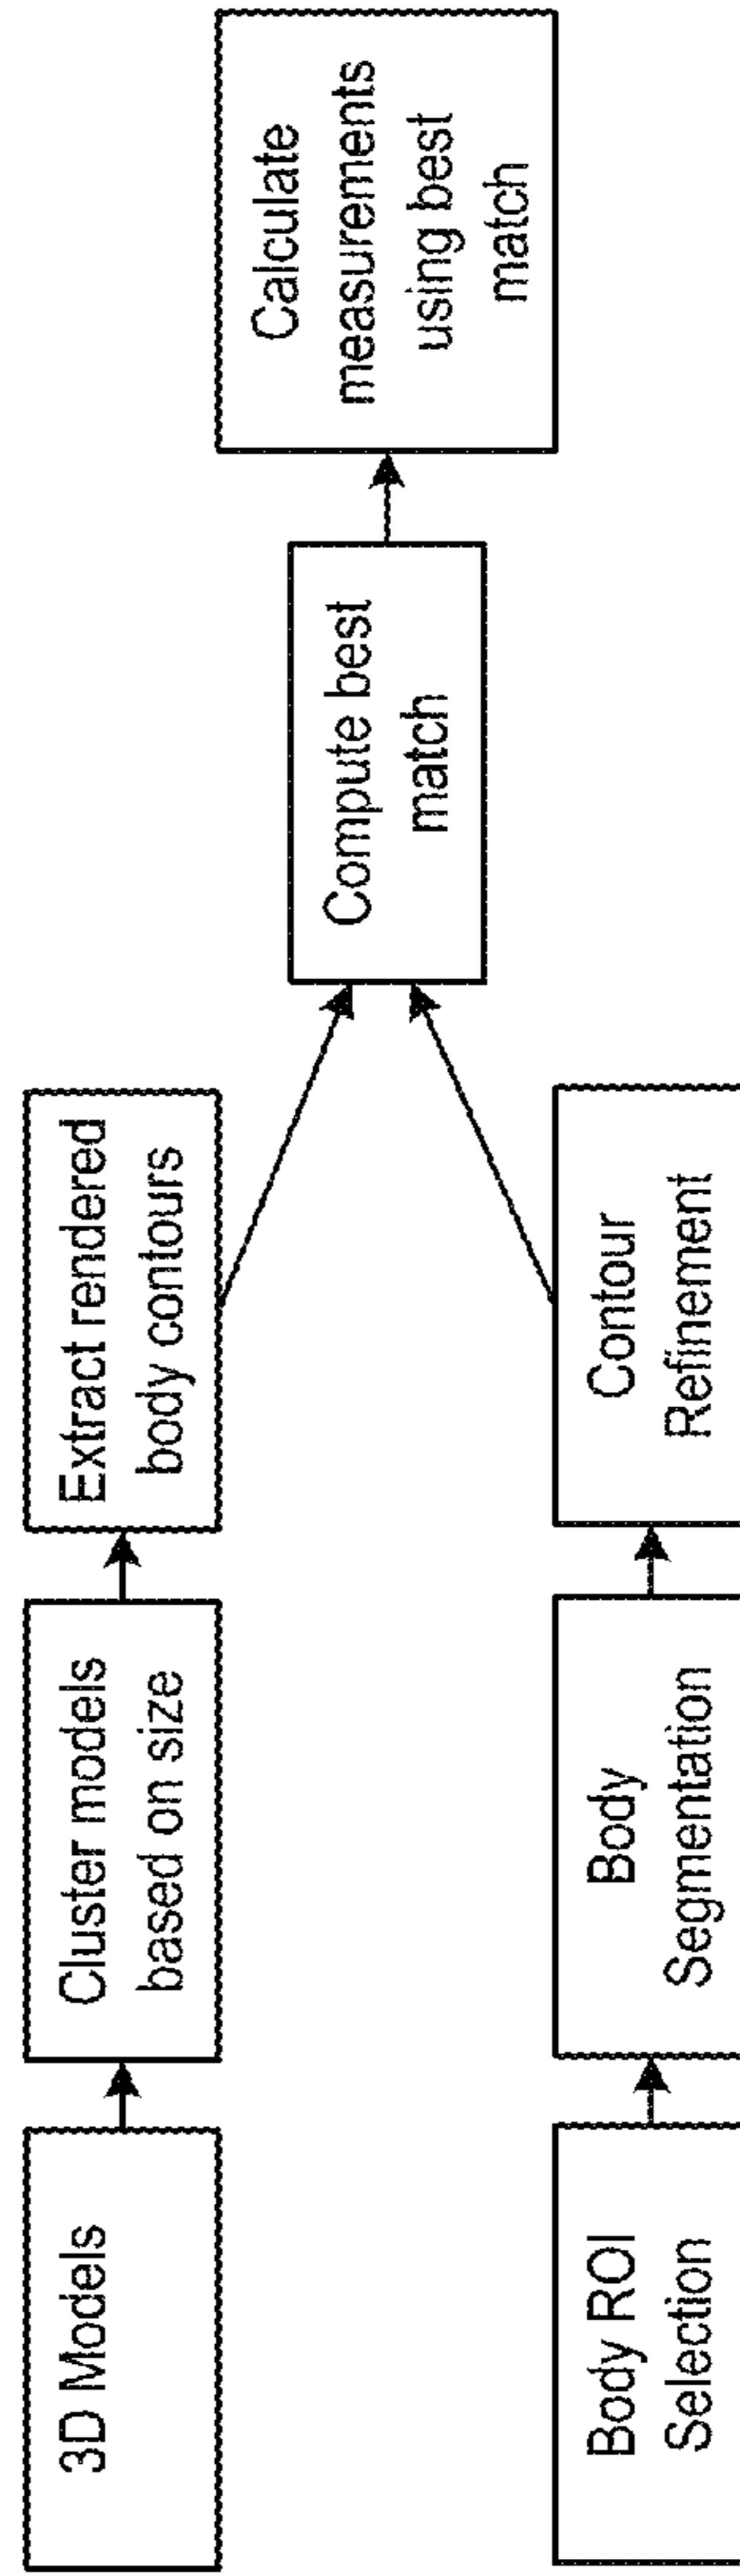 3D Models
Cluster models
based on size
Extract rendered
body contours
Body ROI
Selection
Body
Segmentation
Contour
Refinement
Compute best
match
Calculate
measurements
using best
match